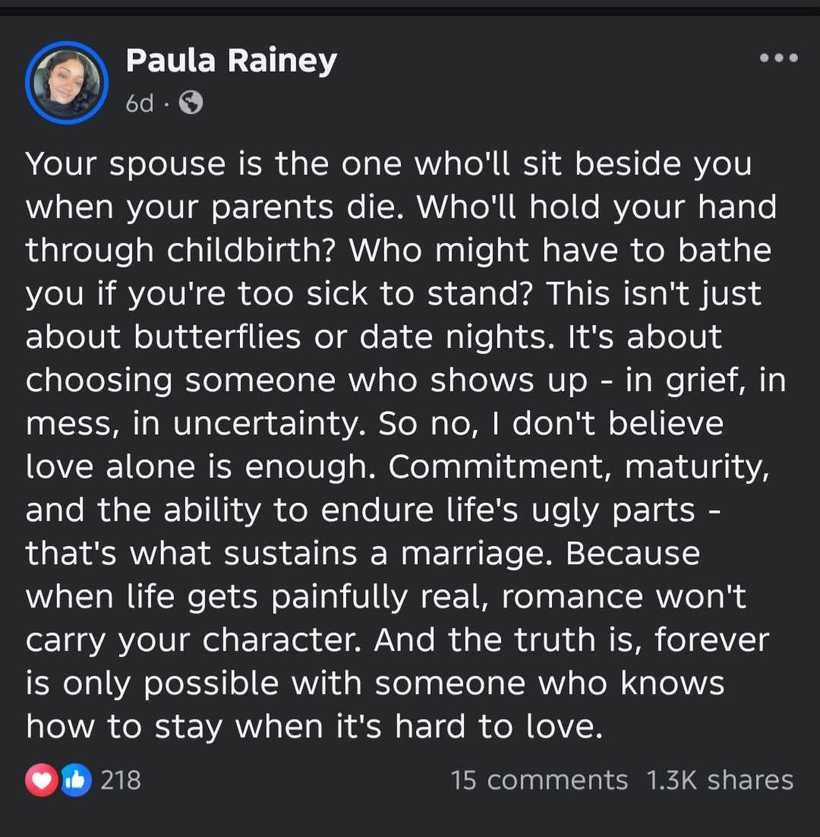 Paula Rainey
6d ·
Your spouse is the one who'll sit beside you
when your parents die. Who'll hold your hand
through childbirth? Who might have to bathe
you if you're too sick to stand? This isn't just
about butterflies or date nights. It's about
choosing someone who shows up - in grief, in
mess, in uncertainty. So no, I don't believe
love alone is enough. Commitment, maturity,
and the ability to endure life's ugly parts -
that's what sustains a marriage. Because
when life gets painfully real, romance won't
carry your character. And the truth is, forever
is only possible with someone who knows
how to stay when it's hard to love.
218 15 comments 1.3K shares